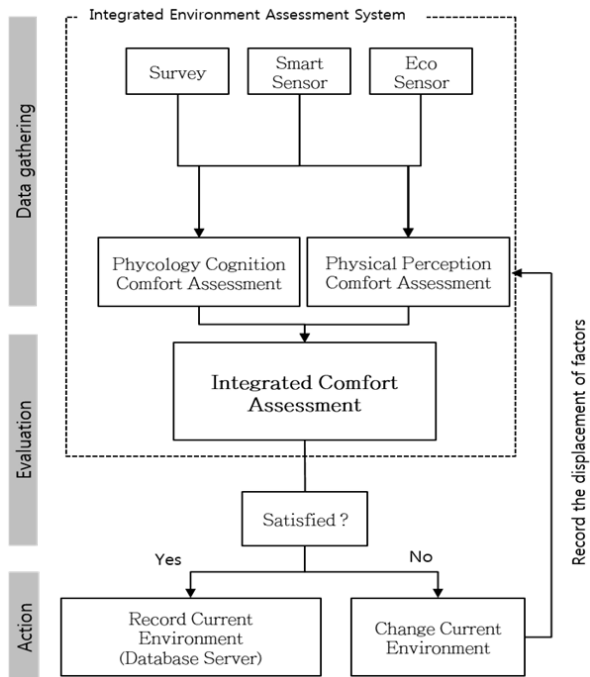 Integrated Environment Assessment System
Data gathering
Survey
Smart
Sensor
Eco
Sensor
Phycology Cognition
Comfort Assessment
Physical Perception
Comfort Assessment
Evaluation
Integrated Comfort
Assessment
Record the displacement of factors
Satisfied ?
Yes
No
Action
Record Current
Environment
(Database Server)
Change Current
Environment